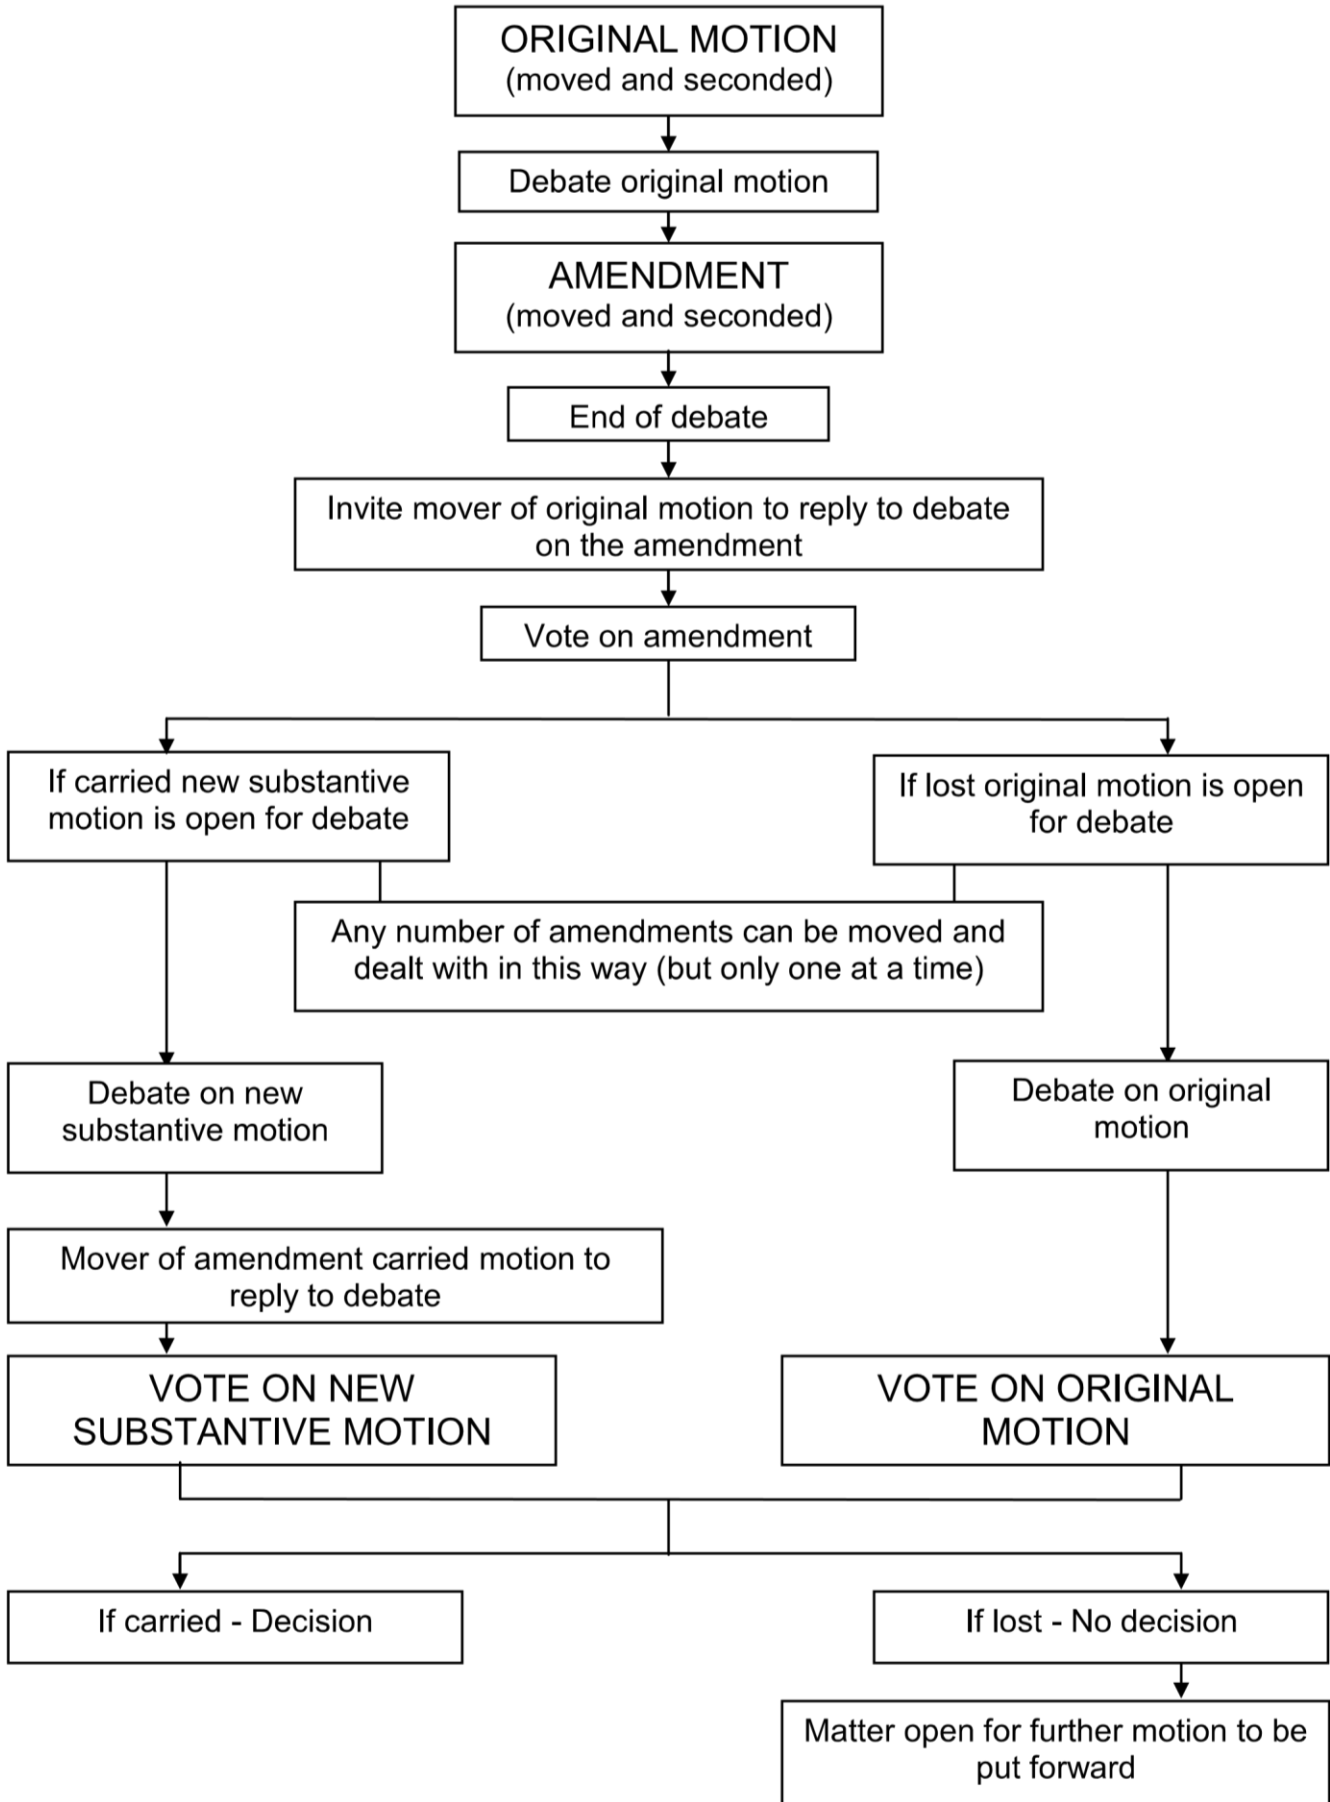 ORIGINAL MOTION
(moved and seconded)
Debate original motion
AMENDMENT
(moved and seconded)
End of debate
Invite mover of original motion to reply to debate
on the amendment
Vote on amendment
If carried new substantive
motion is open for debate
If lost original motion is open
for debate
Any number of amendments can be moved and
dealt with in this way (but only one at a time)
Debate on new
substantive motion
Debate on original
motion
Mover of amendment carried motion to
reply to debate
VOTE ON NEW
SUBSTANTIVE MOTION
VOTE ON ORIGINAL
MOTION
If carried - Decision
If lost - No decision
Matter open for further motion to be
put forward